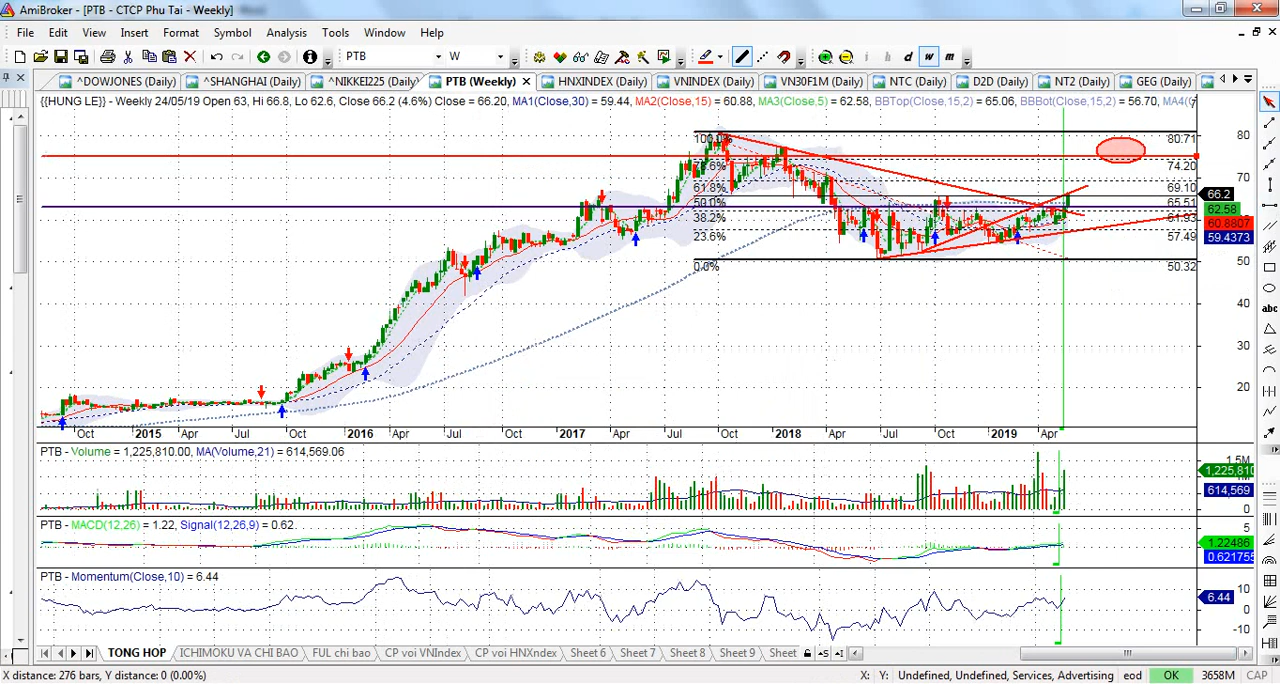 AmiBroker - [PTB - CTCP Phu Tai - Weekly]
File Edit View Insert Format Symbol Analysis Tools Window Help
PTB W i h d w m
^DOWJONES (Daily) ^SHANGHAI (Daily) ^NIKKEI225 (Daily) PTB (Weekly) HNXINDEX (Daily) VNINDEX (Daily) VN30F1M (Daily) NTC (Daily) D2D (Daily) NT2 (Daily) GEG (Daily)
{{HUNG LE}} - Weekly 24/05/19 Open 63, Hi 66.8, Lo 62.6, Close 66.2 (4.6%) Close = 66.20, MA1(Close,30) = 59.44, MA2(Close,15) = 60.88, MA3(Close,5) = 62.58, BBTop(Close,15,2) = 65.06, BBBot(Close,15,2) = 56.70, MA4(
100.0% 80.71 80
74.20
61.8% 69.10 70
50.0% 65.51 66.2
38.2% 61.93 62.58
60.8807
23.6% 57.49 59.4373
0.0% 50.32 50
40
30
20
Oct 2015 Apr Jul Oct 2016 Apr Jul Oct 2017 Apr Jul Oct 2018 Apr Jul Oct 2019 Apr
PTB - Volume = 1,225,810.00, MA(Volume,21) = 614,569.06
1.5M
1,225,810
614,569
0
PTB - MACD(12,26) = 1.22, Signal(12,26,9) = 0.62
5
1.22486
0.621755
PTB - Momentum(Close,10) = 6.44
10
6.44
0
-10
TONG HOP ICHIMOKU VA CHI BAO FUL chi bao CP voi VNIndex CP voi HNXindex Sheet 6 Sheet 7 Sheet 8 Sheet 9 Sheet
X distance: 276 bars, Y distance: 0 (0.00%) X: Y: Undefined, Undefined, Services, Advertising eod OK 3658M CAP
abc